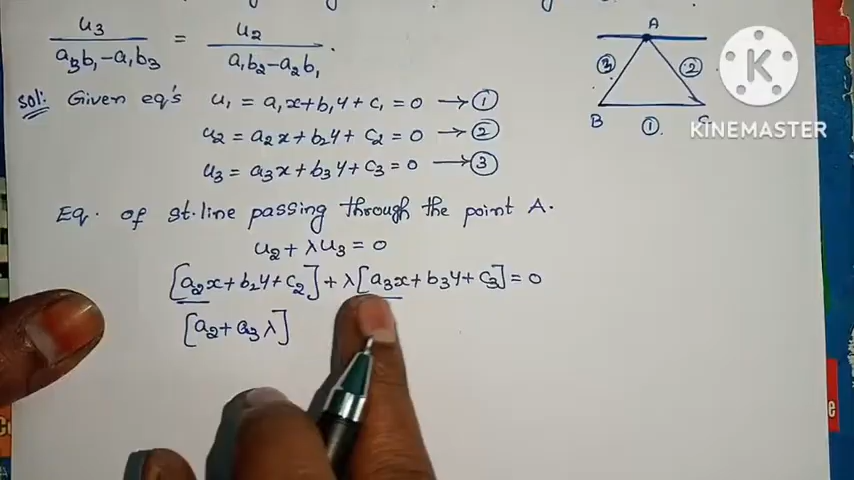 u₃ / (a₃b₁ - a₁b₃) = u₂ / (a₁b₂ - a₂b₁) .
Sol: Given eq's u₁ = a₁x + b₁y + c₁ = 0 → ①
u₂ = a₂x + b₂y + c₂ = 0 → ②
u₃ = a₃x + b₃y + c₃ = 0 → ③
Eq. of st.line passing through the point A.
u₂ + λu₃ = 0
[a₂x + b₂y + c₂] + λ[a₃x + b₃y + c₃] = 0
[a₂ + a₃λ]
A
③ ②
B ① C
KINEMASTER